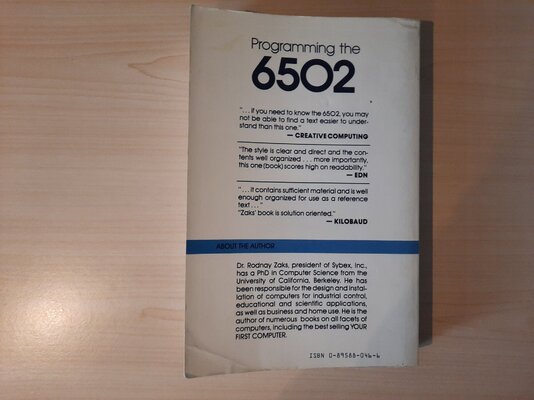 Programming the
6502
"... if you need to know the 6502, you may
not be able to find a text easier to under-
stand than this one."
— CREATIVE COMPUTING
"The style is clear and direct and the con-
tents well organized ... more importantly,
this one (book) scores high on readability."
— EDN
"... it contains sufficient material and is well
enough organized for use as a reference
text ..."
"Zaks' book is solution oriented."
— KILOBAUD
ABOUT THE AUTHOR
Dr. Rodnay Zaks, president of Sybex, Inc.,
has a PhD in Computer Science from the
University of California, Berkeley. He has
been responsible for the design and instal-
lation of computers for industrial control,
educational and scientific applications,
as well as business and home use. He is the
author of numerous books on all facets of
computers, including the best selling YOUR
FIRST COMPUTER.
ISBN 0-89588-046-6